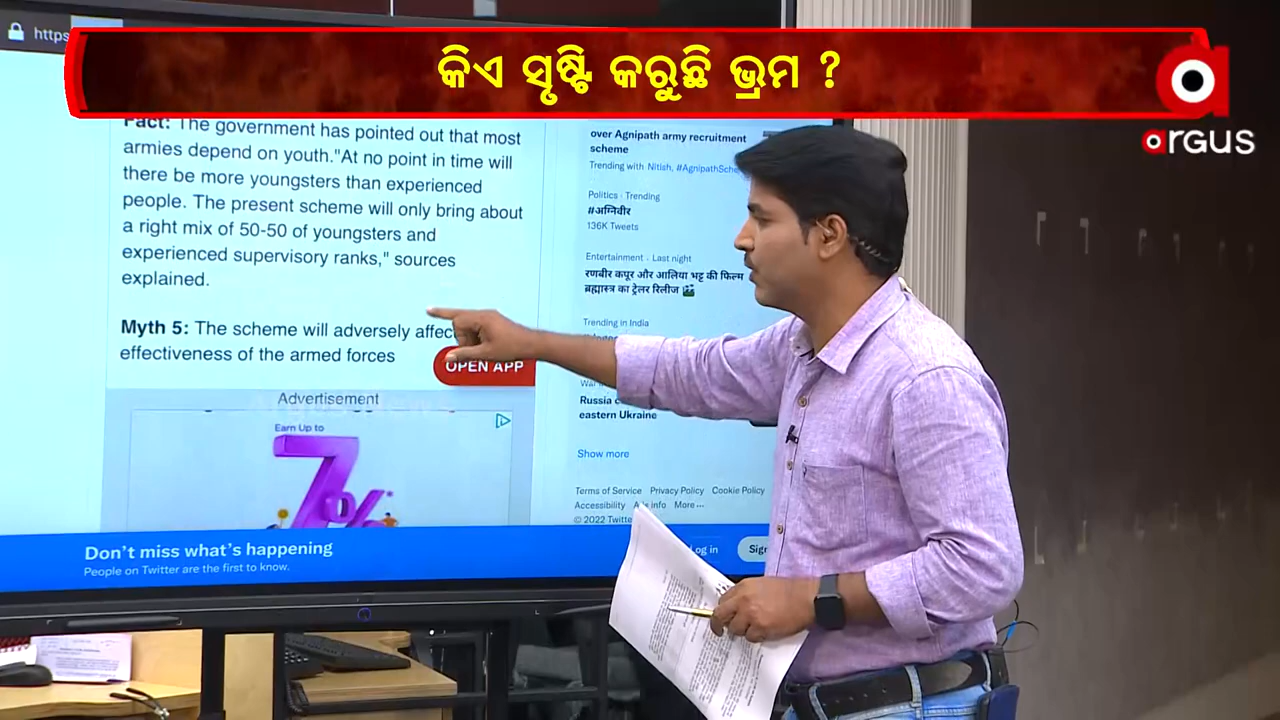 https
କିଏ ସୃଷ୍ଟି କରୁଛି ଭ୍ରମ ?
argus
Fact: The government has pointed out that most
armies depend on youth."At no point in time will
there be more youngsters than experienced
people. The present scheme will only bring about
a right mix of 50-50 of youngsters and
experienced supervisory ranks," sources
explained.
Myth 5: The scheme will adversely affect
effectiveness of the armed forces
OPEN APP
Advertisement
Earn Up to
7%
over Agnipath army recruitment
scheme
Trending with Nitish, #AgnipathSche
Politics · Trending
#अग्निवीर
136K Tweets
Entertainment · Last night
रणबीर कपूर और आलिया भट्ट की फिल्म
ब्रह्मास्त्र का ट्रेलर रिलीज
Trending in India
Russia
eastern Ukraine
Show more
Terms of Service Privacy Policy Cookie Policy
Accessibility Ads info More ...
© 2022 Twitte
Don't miss what's happening
People on Twitter are the first to know.
Log in
Sign